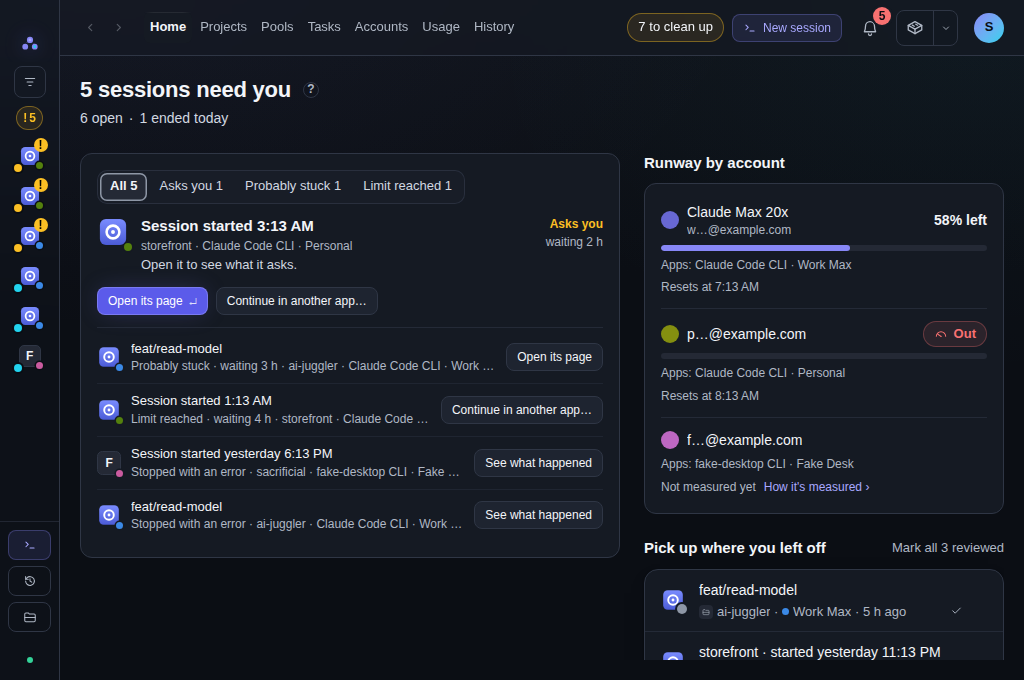 Home Projects Pools Tasks Accounts Usage History
7 to clean up
New session
5
S
!5
!
!
!
F
5 sessions need you ?
6 open · 1 ended today
All 5 Asks you 1 Probably stuck 1 Limit reached 1
Session started 3:13 AM
storefront · Claude Code CLI · Personal
Open it to see what it asks.
Asks you
waiting 2 h
Open its page
Continue in another app…
feat/read-model
Probably stuck · waiting 3 h · ai-juggler · Claude Code CLI · Work …
Open its page
Session started 1:13 AM
Limit reached · waiting 4 h · storefront · Claude Code …
Continue in another app…
F
Session started yesterday 6:13 PM
Stopped with an error · sacrificial · fake-desktop CLI · Fake …
See what happened
feat/read-model
Stopped with an error · ai-juggler · Claude Code CLI · Work …
See what happened
Runway by account
Claude Max 20x
w…@example.com
58% left
Apps: Claude Code CLI · Work Max
Resets at 7:13 AM
p…@example.com
Out
Apps: Claude Code CLI · Personal
Resets at 8:13 AM
f…@example.com
Apps: fake-desktop CLI · Fake Desk
Not measured yet How it's measured ›
Pick up where you left off
Mark all 3 reviewed
feat/read-model
ai-juggler · Work Max · 5 h ago
storefront · started yesterday 11:13 PM